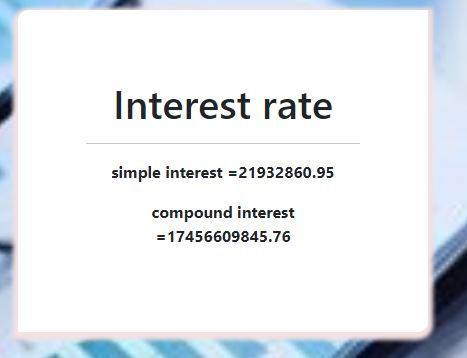 Interest rate
simple interest =21932860.95
compound interest
=17456609845.76